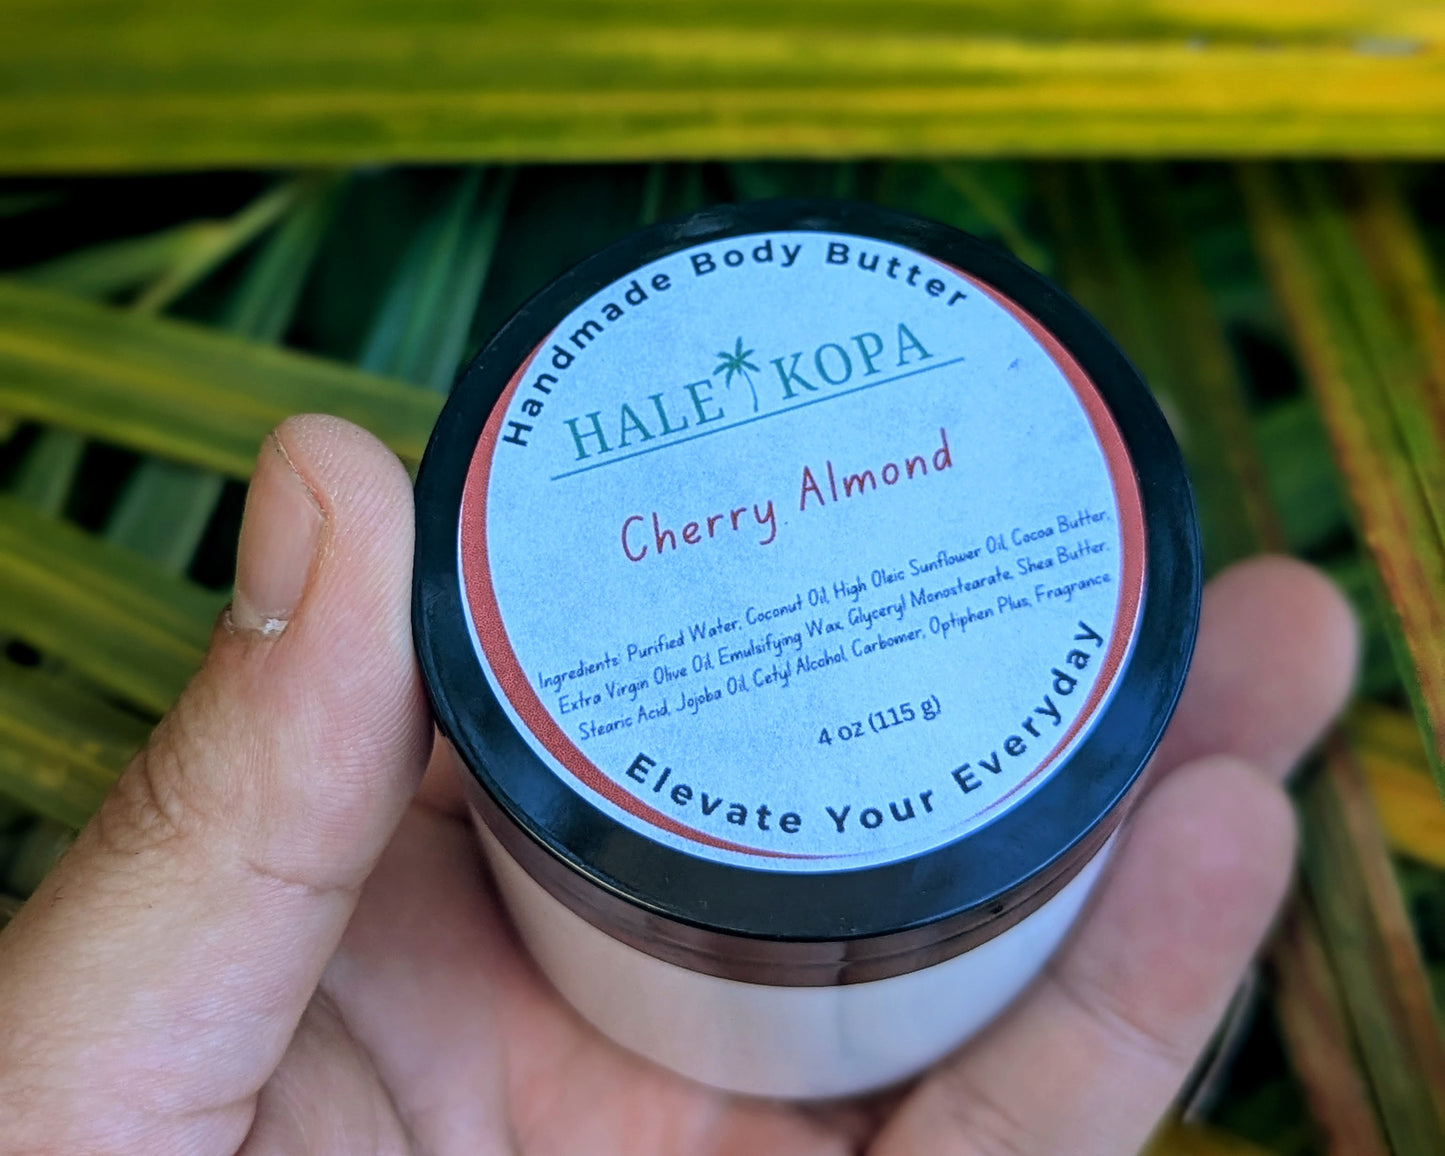 Handmade Body Butter
HALE KOPA
Cherry Almond
Ingredients: Purified Water, Coconut Oil, High Oleic Sunflower Oil, Cocoa Butter,
Extra Virgin Olive Oil, Emulsifying Wax, Glyceryl Monostearate, Shea Butter,
Stearic Acid, Jojoba Oil, Cetyl Alcohol, Carbomer, Optiphen Plus, Fragrance
4 oz (115 g)
Elevate Your Everyday